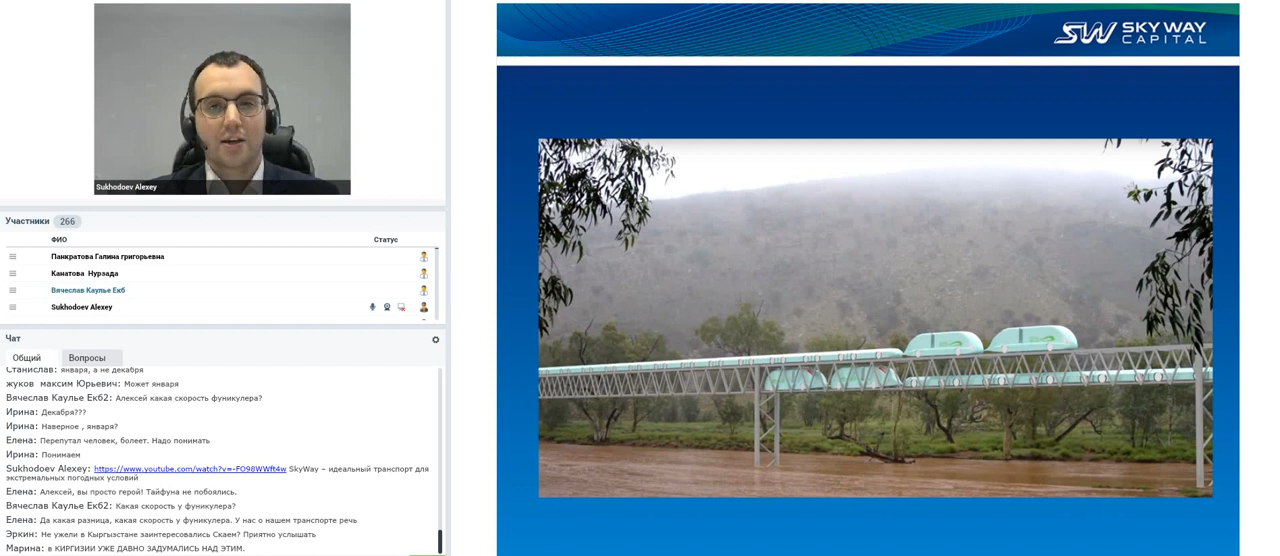 Sukhodoev Alexey
Участники 266
ФИО Статус
Панкратова Галина григорьевна
Канатова Нурзада
Вячеслав Каулье Екб
Sukhodoev Alexey
Чат
Общий Вопросы
Станислав: января, а не декабря
жуков максим Юрьевич: Может января
Вячеслав Каулье Екб2: Алексей какая скорость фуникулера?
Ирина: Декабря???
Ирина: Наверное , января?
Елена: Перепутал человек, болеет. Надо понимать
Ирина: Понимаем
Sukhodoev Alexey: https://www.youtube.com/watch?v=-FO98WWft4w SkyWay – идеальный транспорт для
экстремальных погодных условий
Елена: Алексей, вы просто герой! Тайфуна не побоялись.
Вячеслав Каулье Екб2: Какая скорость у фуникулера?
Елена: Да какая разница, какая скорость у фуникулера. У нас о нашем транспорте речь
Эркин: Не ужели в Кыргызстане заинтересовались Скаем? Приятно услышать
Марина: в КИРГИЗИИ УЖЕ ДАВНО ЗАДУМАЛИСЬ НАД ЭТИМ.
SW SKY WAY
CAPITAL